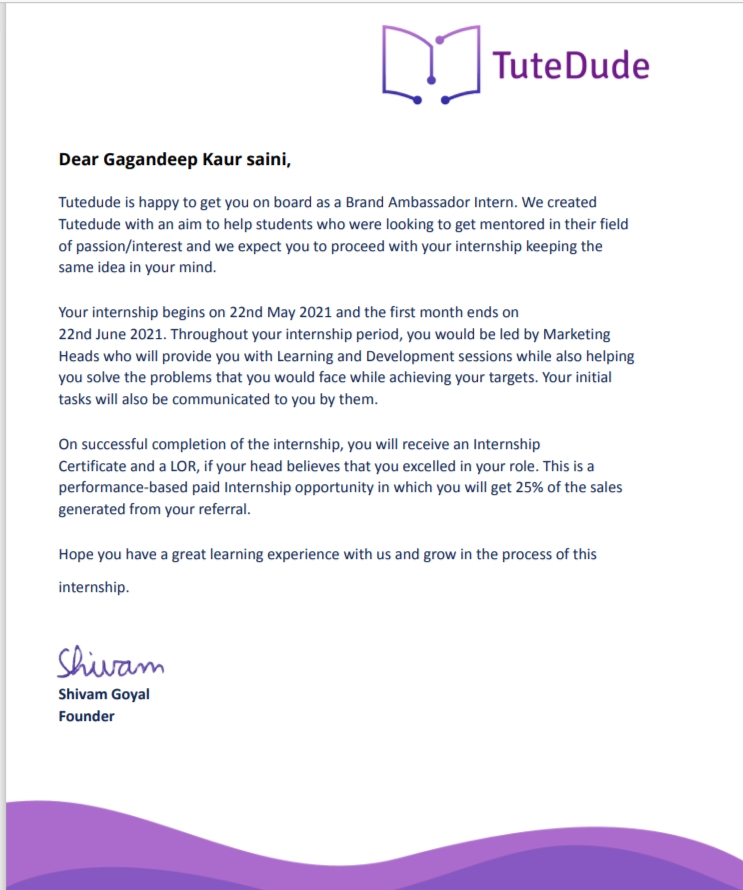 TuteDude
Dear Gagandeep Kaur saini,
Tutedude is happy to get you on board as a Brand Ambassador Intern. We created
Tutedude with an aim to help students who were looking to get mentored in their field
of passion/interest and we expect you to proceed with your internship keeping the
same idea in your mind.
Your internship begins on 22nd May 2021 and the first month ends on
22nd June 2021. Throughout your internship period, you would be led by Marketing
Heads who will provide you with Learning and Development sessions while also helping
you solve the problems that you would face while achieving your targets. Your initial
tasks will also be communicated to you by them.
On successful completion of the internship, you will receive an Internship
Certificate and a LOR, if your head believes that you excelled in your role. This is a
performance-based paid Internship opportunity in which you will get 25% of the sales
generated from your referral.
Hope you have a great learning experience with us and grow in the process of this
internship.
Shivam
Shivam Goyal
Founder